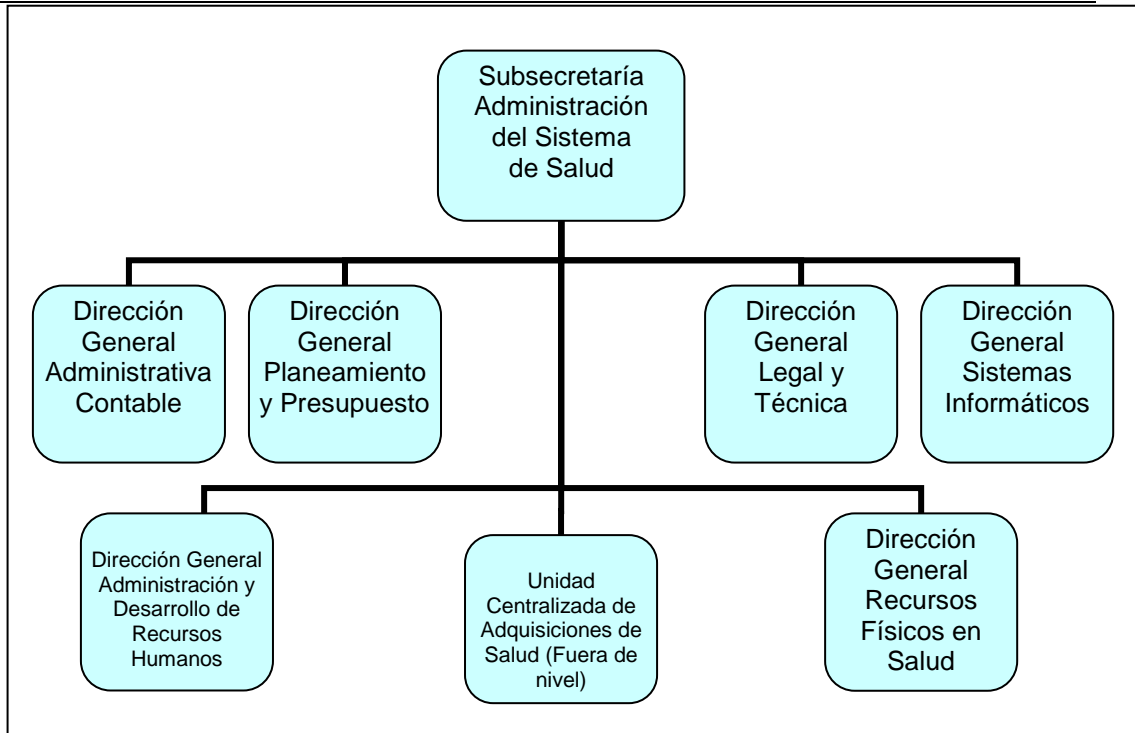 Subsecretaría
Administración
del Sistema
de Salud
Dirección
General
Administrativa
Contable
Dirección
General
Planeamiento
y Presupuesto
Dirección
General
Legal y
Técnica
Dirección
General
Sistemas
Informáticos
Dirección General
Administración y
Desarrollo de
Recursos
Humanos
Unidad
Centralizada de
Adquisiciones de
Salud (Fuera de
nivel)
Dirección
General
Recursos
Físicos en
Salud